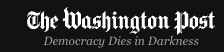 The Washington Post
Democracy Dies in Darkness